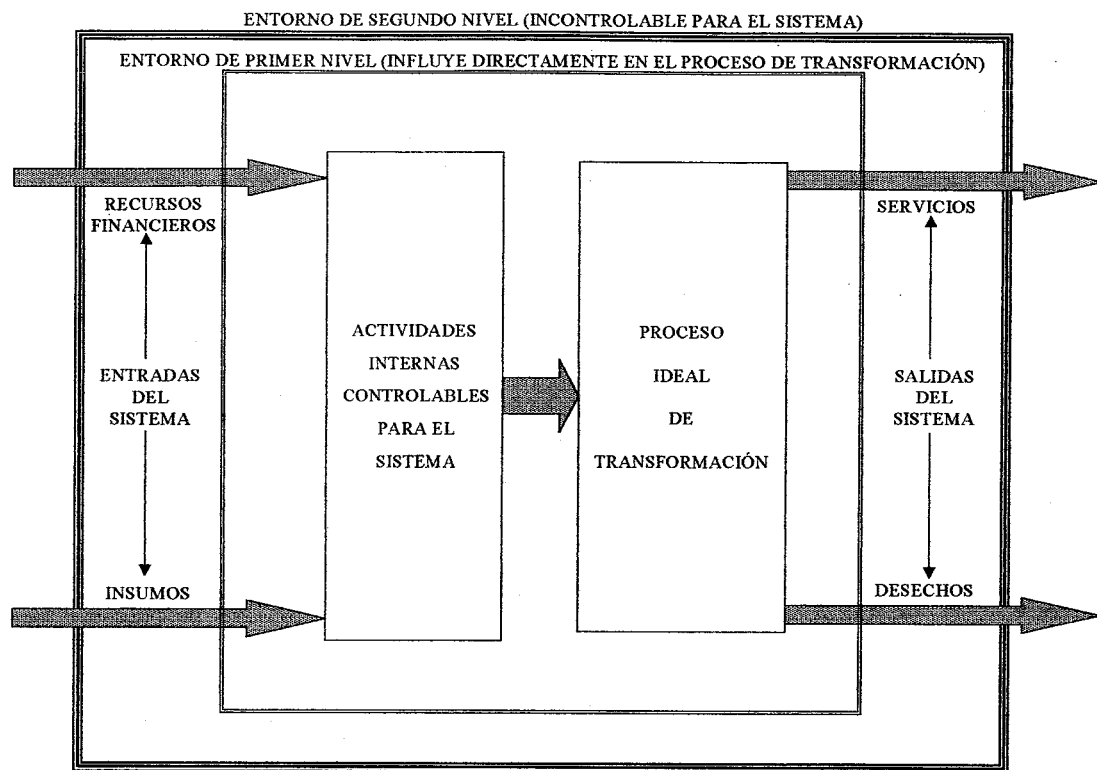 ENTORNO DE SEGUNDO NIVEL (INCONTROLABLE PARA EL SISTEMA)
ENTORNO DE PRIMER NIVEL (INFLUYE DIRECTAMENTE EN EL PROCESO DE TRANSFORMACIÓN)
RECURSOS
FINANCIEROS
ENTRADAS
DEL
SISTEMA
INSUMOS
ACTIVIDADES
INTERNAS
CONTROLABLES
PARA EL
SISTEMA
PROCESO
IDEAL
DE
TRANSFORMACIÓN
SERVICIOS
SALIDAS
DEL
SISTEMA
DESECHOS